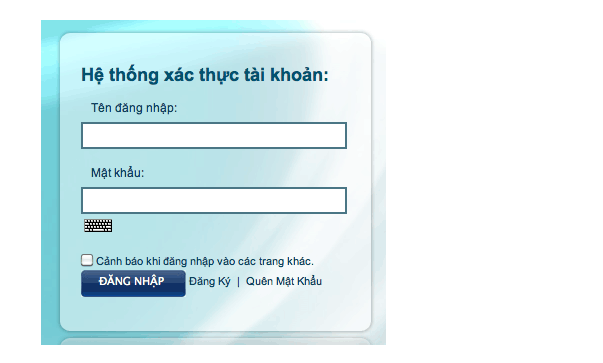 Hệ thống xác thực tài khoản:
Tên đăng nhập:
Mật khẩu:
Cảnh báo khi đăng nhập vào các trang khác.
ĐĂNG NHẬP Đăng Ký | Quên Mật Khẩu